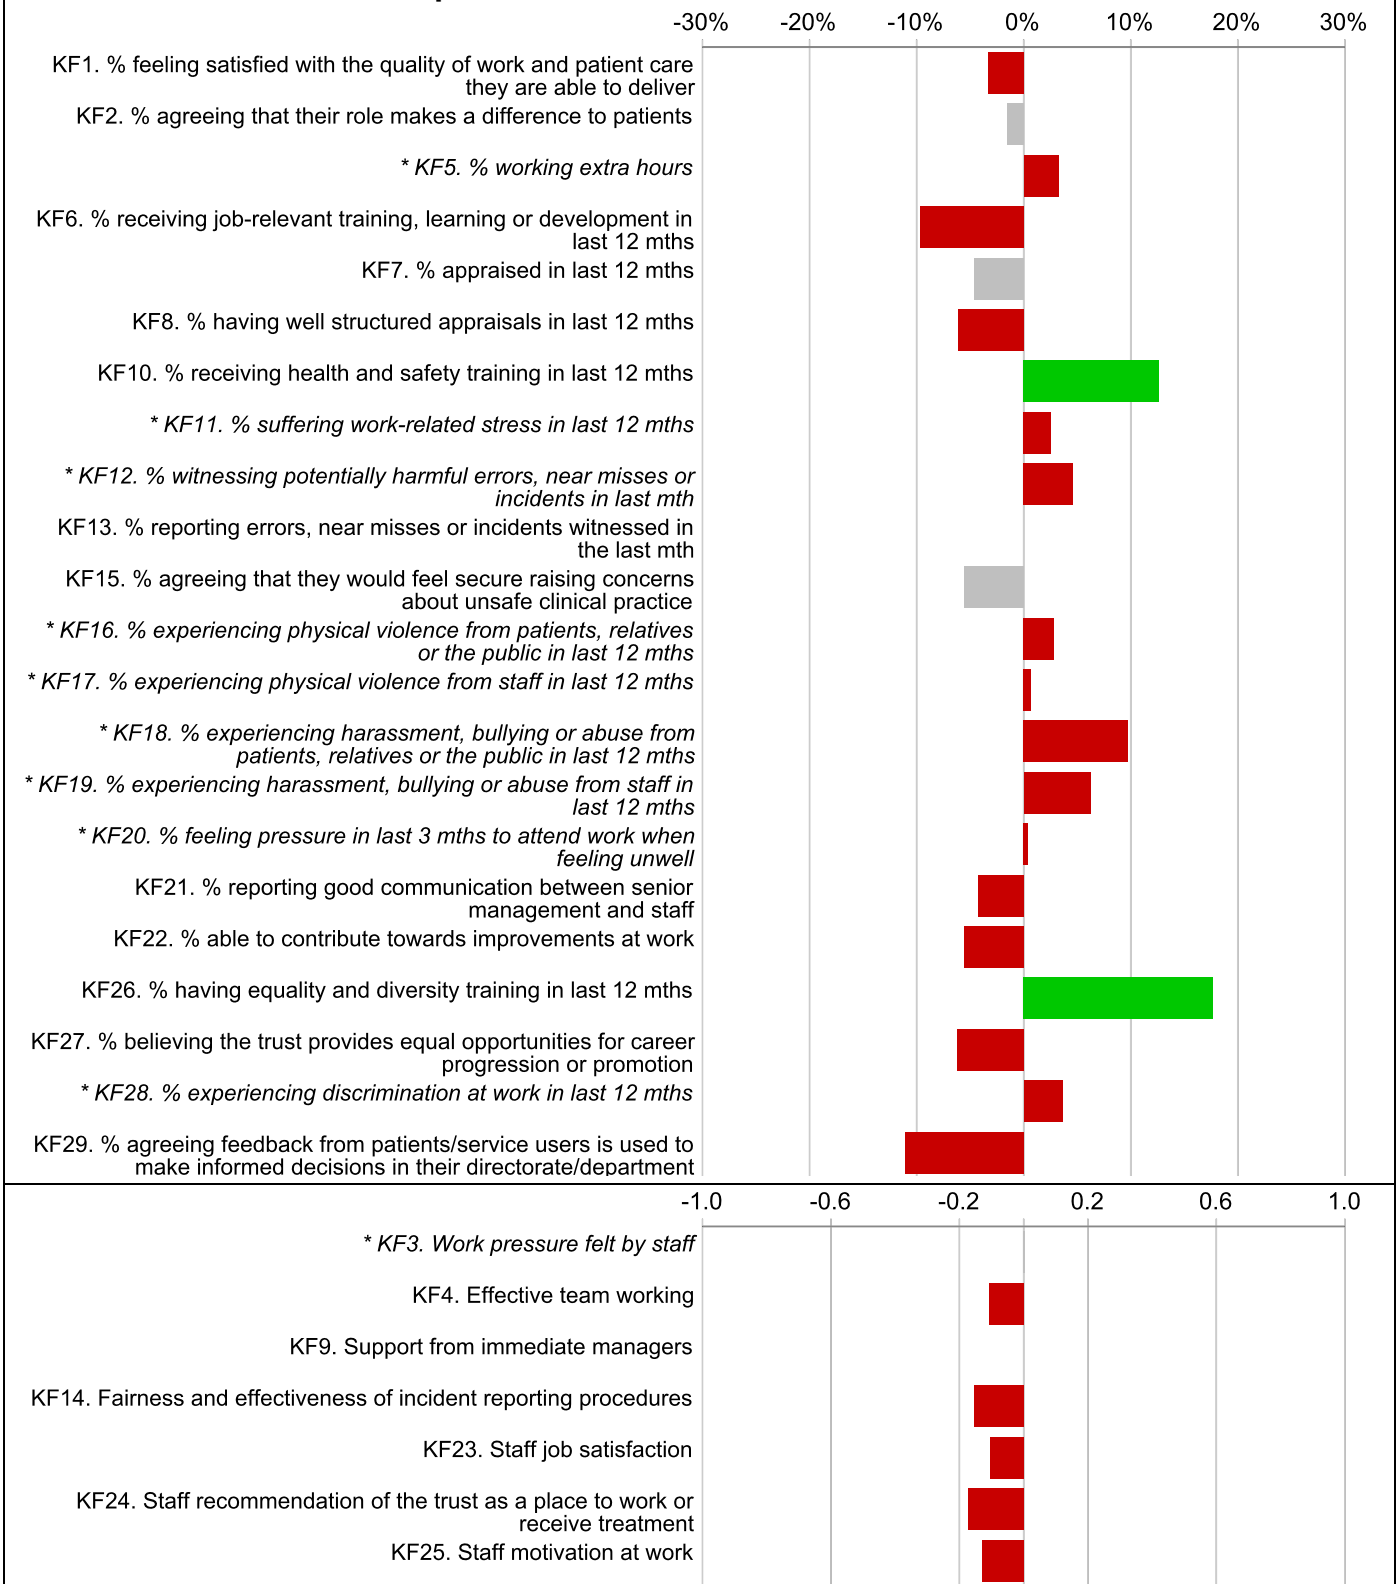 -30% -20% -10% 0% 10% 20% 30%
KF1. % feeling satisfied with the quality of work and patient care
they are able to deliver
KF2. % agreeing that their role makes a difference to patients
* KF5. % working extra hours
KF6. % receiving job-relevant training, learning or development in
last 12 mths
KF7. % appraised in last 12 mths
KF8. % having well structured appraisals in last 12 mths
KF10. % receiving health and safety training in last 12 mths
* KF11. % suffering work-related stress in last 12 mths
* KF12. % witnessing potentially harmful errors, near misses or
incidents in last mth
KF13. % reporting errors, near misses or incidents witnessed in
the last mth
KF15. % agreeing that they would feel secure raising concerns
about unsafe clinical practice
* KF16. % experiencing physical violence from patients, relatives
or the public in last 12 mths
* KF17. % experiencing physical violence from staff in last 12 mths
* KF18. % experiencing harassment, bullying or abuse from
patients, relatives or the public in last 12 mths
* KF19. % experiencing harassment, bullying or abuse from staff in
last 12 mths
* KF20. % feeling pressure in last 3 mths to attend work when
feeling unwell
KF21. % reporting good communication between senior
management and staff
KF22. % able to contribute towards improvements at work
KF26. % having equality and diversity training in last 12 mths
KF27. % believing the trust provides equal opportunities for career
progression or promotion
* KF28. % experiencing discrimination at work in last 12 mths
KF29. % agreeing feedback from patients/service users is used to
make informed decisions in their directorate/department
-1.0 -0.6 -0.2 0.2 0.6 1.0
* KF3. Work pressure felt by staff
KF4. Effective team working
KF9. Support from immediate managers
KF14. Fairness and effectiveness of incident reporting procedures
KF23. Staff job satisfaction
KF24. Staff recommendation of the trust as a place to work or
receive treatment
KF25. Staff motivation at work